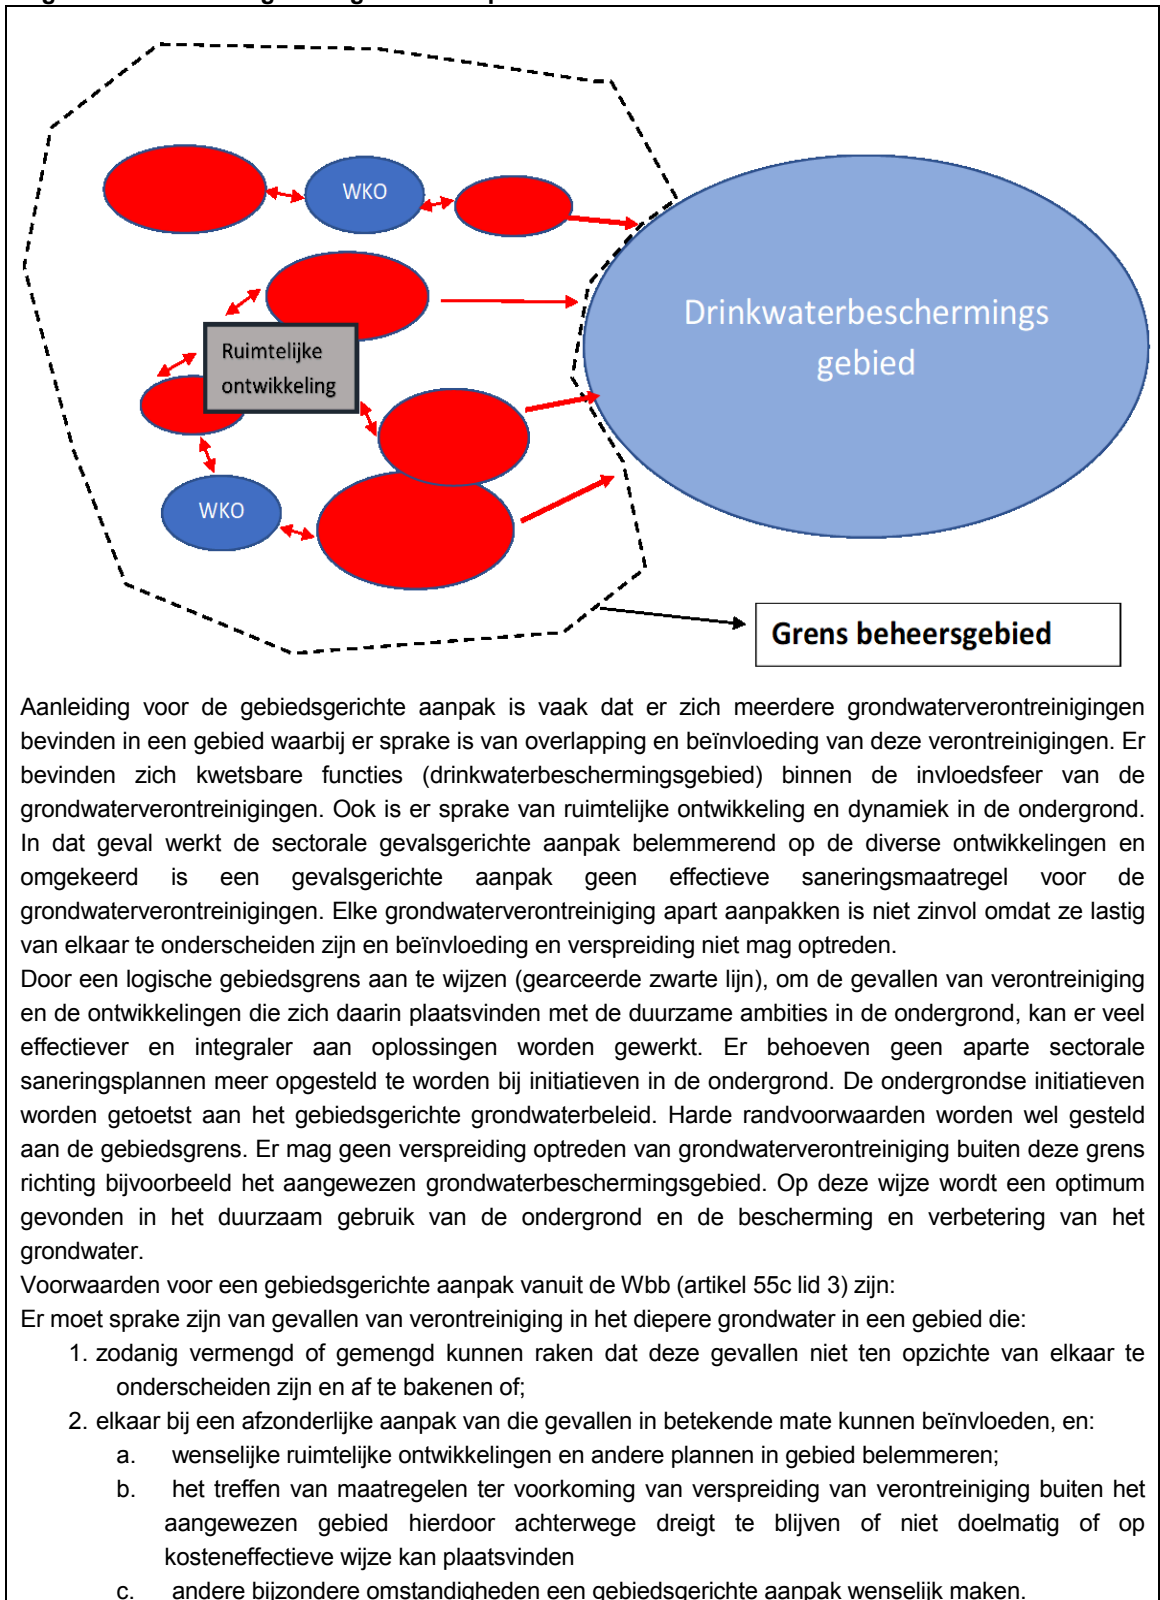 WKO
Drinkwaterbeschermings
gebied
Ruimtelijke
ontwikkeling
WKO
Grens beheersgebied
Aanleiding voor de gebiedsgerichte aanpak is vaak dat er zich meerdere grondwaterverontreinigingen
bevinden in een gebied waarbij er sprake is van overlapping en beïnvloeding van deze verontreinigingen. Er
bevinden zich kwetsbare functies (drinkwaterbeschermingsgebied) binnen de invloedsfeer van de
grondwaterverontreinigingen. Ook is er sprake van ruimtelijke ontwikkeling en dynamiek in de ondergrond.
In dat geval werkt de sectorale gevalsgerichte aanpak belemmerend op de diverse ontwikkelingen en
omgekeerd is een gevalsgerichte aanpak geen effectieve saneringsmaatregel voor de
grondwaterverontreinigingen. Elke grondwaterverontreiniging apart aanpakken is niet zinvol omdat ze lastig
van elkaar te onderscheiden zijn en beïnvloeding en verspreiding niet mag optreden.
Door een logische gebiedsgrens aan te wijzen (gearceerde zwarte lijn), om de gevallen van verontreiniging
en de ontwikkelingen die zich daarin plaatsvinden met de duurzame ambities in de ondergrond, kan er veel
effectiever en integraler aan oplossingen worden gewerkt. Er behoeven geen aparte sectorale
saneringsplannen meer opgesteld te worden bij initiatieven in de ondergrond. De ondergrondse initiatieven
worden getoetst aan het gebiedsgerichte grondwaterbeleid. Harde randvoorwaarden worden wel gesteld
aan de gebiedsgrens. Er mag geen verspreiding optreden van grondwaterverontreiniging buiten deze grens
richting bijvoorbeeld het aangewezen grondwaterbeschermingsgebied. Op deze wijze wordt een optimum
gevonden in het duurzaam gebruik van de ondergrond en de bescherming en verbetering van het
grondwater.
Voorwaarden voor een gebiedsgerichte aanpak vanuit de Wbb (artikel 55c lid 3) zijn:
Er moet sprake zijn van gevallen van verontreiniging in het diepere grondwater in een gebied die:
1. zodanig vermengd of gemengd kunnen raken dat deze gevallen niet ten opzichte van elkaar te
onderscheiden zijn en af te bakenen of;
2. elkaar bij een afzonderlijke aanpak van die gevallen in betekende mate kunnen beïnvloeden, en:
a. wenselijke ruimtelijke ontwikkelingen en andere plannen in gebied belemmeren;
b. het treffen van maatregelen ter voorkoming van verspreiding van verontreiniging buiten het
aangewezen gebied hierdoor achterwege dreigt te blijven of niet doelmatig of op
kosteneffectieve wijze kan plaatsvinden
c. andere bijzondere omstandigheden een gebiedsgerichte aanpak wenselijk maken.